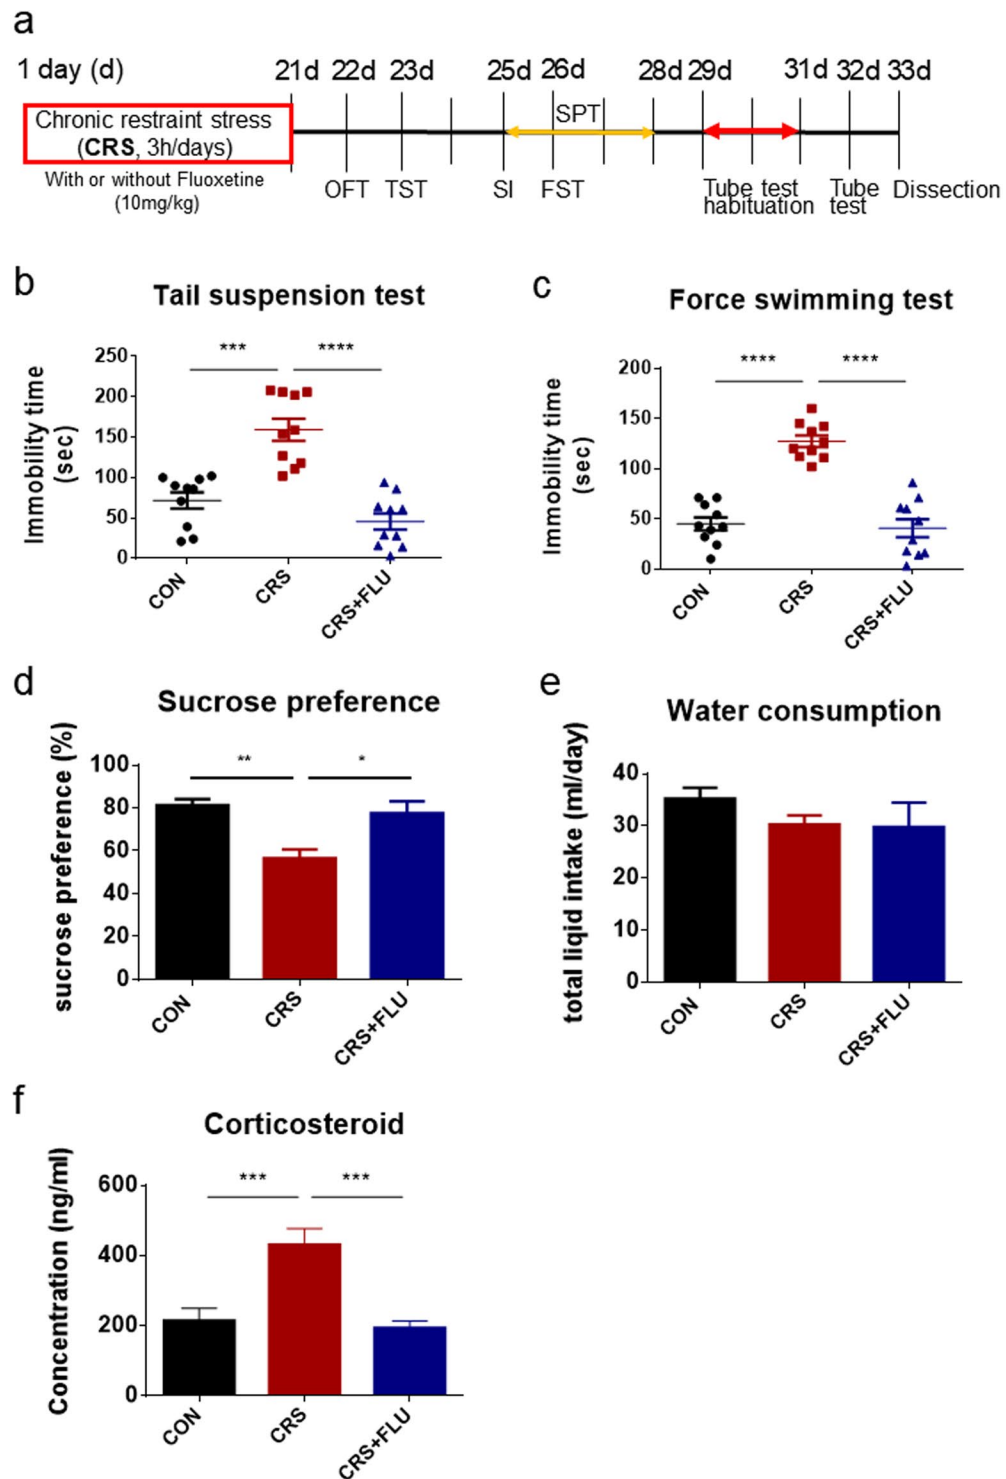 a
1 day (d) 21d 22d 23d 25d 26d 28d 29d 31d 32d 33d
Chronic restraint stress
(CRS, 3h/days)
SPT
With or without Fluoxetine
(10mg/kg)
OFT TST SI FST Tube test habituation Tube test Dissection
b
Tail suspension test
*** ****
Immobility time
(sec)
250
200
150
100
50
0
CON CRS CRS+FLU
c
Force swimming test
**** ****
Immobility time
(sec)
200
150
100
50
0
CON CRS CRS+FLU
d
Sucrose preference
** *
sucrose preference (%)
100
80
60
40
20
0
CON CRS CRS+FLU
e
Water consumption
total liqid intake (ml/day)
40
30
20
10
0
CON CRS CRS+FLU
f
Corticosteroid
*** ***
Concentration (ng/ml)
600
400
200
0
CON CRS CRS+FLU